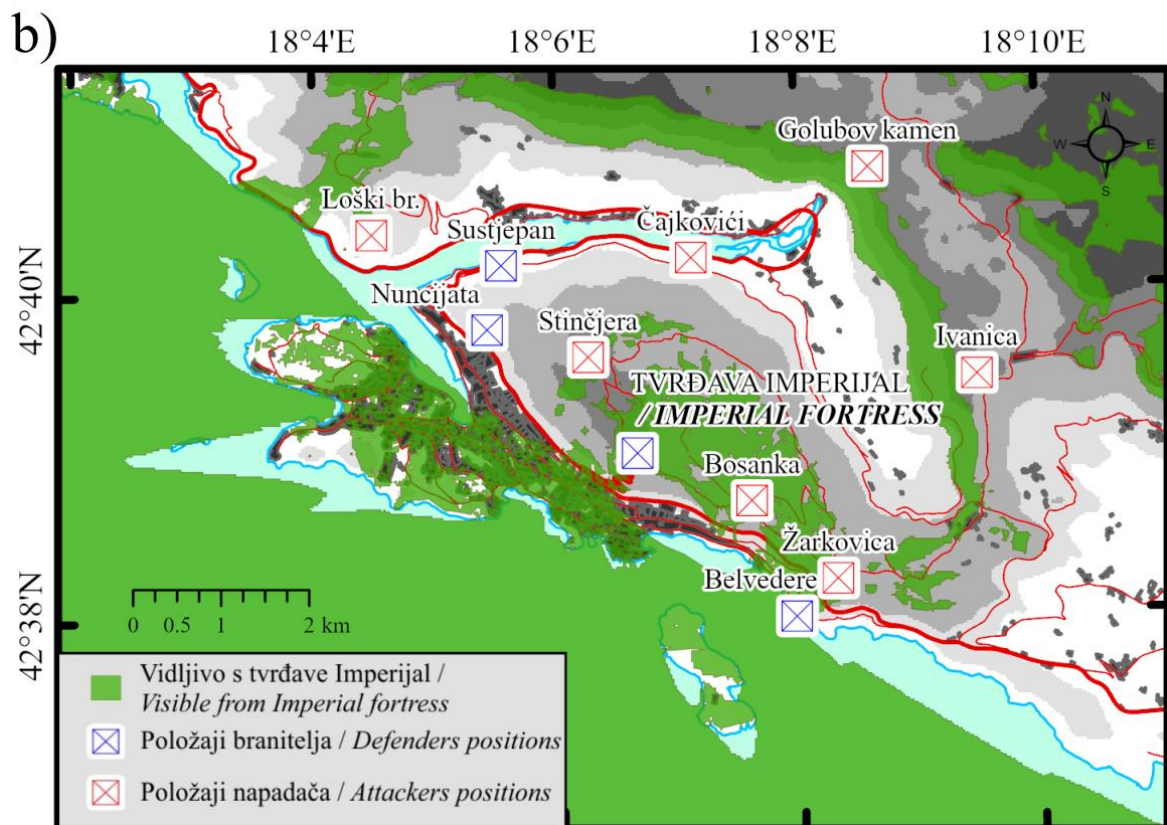 b)
18°4'E 18°6'E 18°8'E 18°10'E
Golubov kamen
N
W E
S
Loški br.
Čajkovići
Sustjepan
42°40'N
Nuncijata
Stinčjera
Ivanica
TVRĐAVA IMPERIJAL
/ IMPERIAL FORTRESS
Bosanka
Žarkovica
Belvedere
42°38'N
0 0.5 1 2 km
Vidljivo s tvrđave Imperijal /
Visible from Imperial fortress
Položaji branitelja / Defenders positions
Položaji napadača / Attackers positions